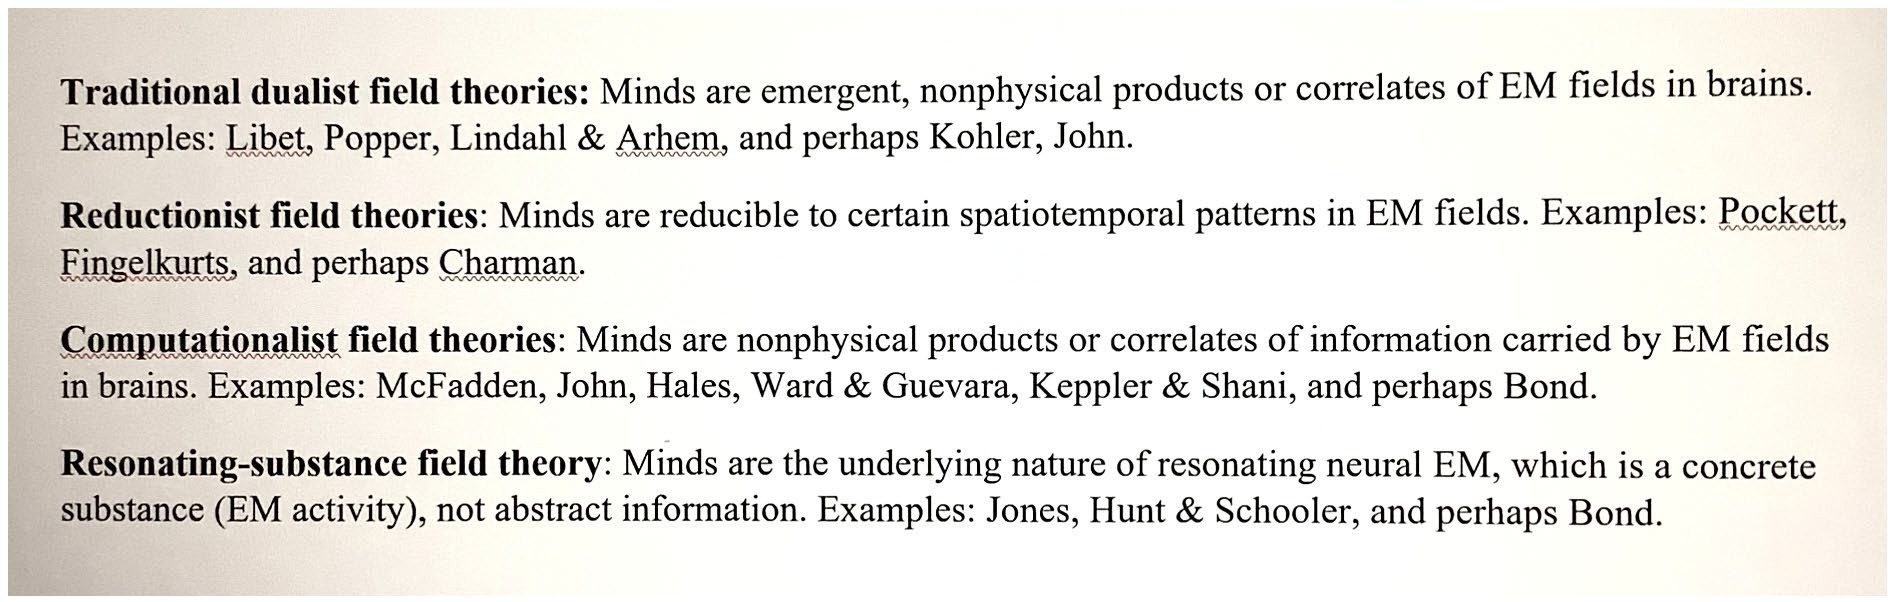 Traditional dualist field theories: Minds are emergent, nonphysical products or correlates of EM fields in brains.
Examples: Libet, Popper, Lindahl & Arhem, and perhaps Kohler, John.
Reductionist field theories: Minds are reducible to certain spatiotemporal patterns in EM fields. Examples: Pockett,
Fingelkurts, and perhaps Charman.
Computationalist field theories: Minds are nonphysical products or correlates of information carried by EM fields
in brains. Examples: McFadden, John, Hales, Ward & Guevara, Keppler & Shani, and perhaps Bond.
Resonating-substance field theory: Minds are the underlying nature of resonating neural EM, which is a concrete
substance (EM activity), not abstract information. Examples: Jones, Hunt & Schooler, and perhaps Bond.